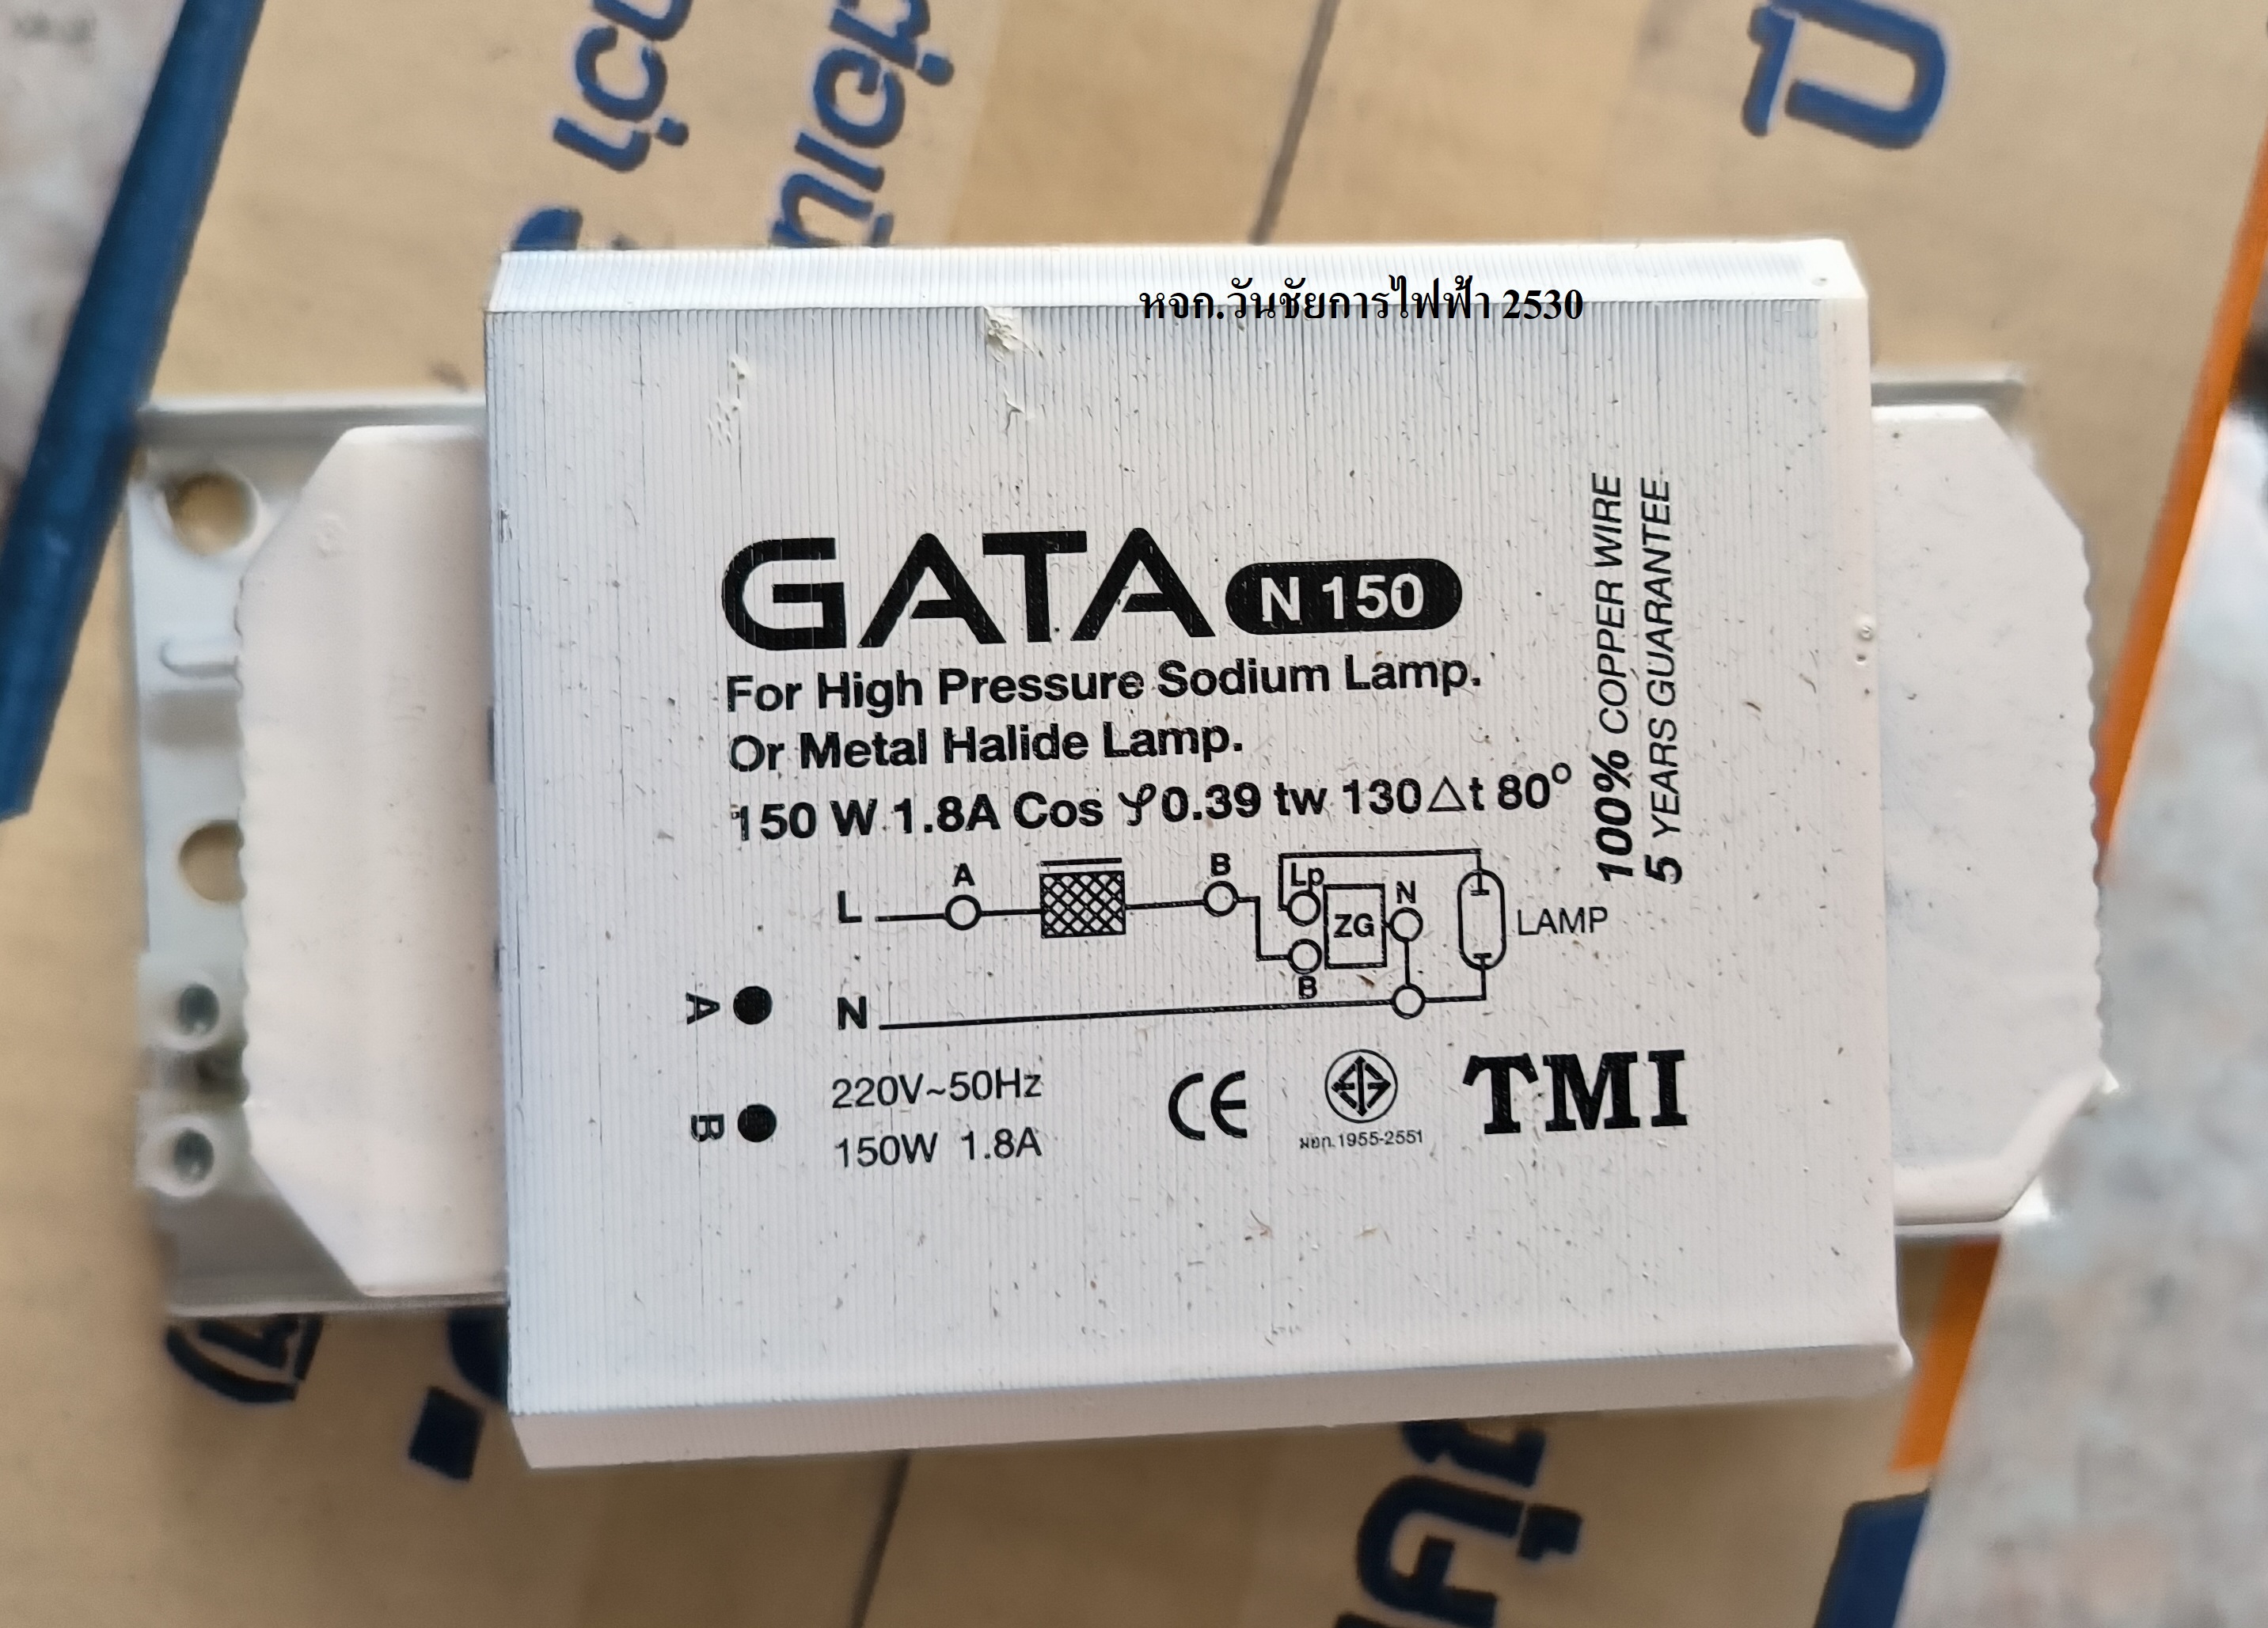 หจก.วันชัยการไฟฟ้า 2530
GATA N 150
For High Pressure Sodium Lamp.
Or Metal Halide Lamp.
150 W 1.8A Cos φ 0.39 tw 130 △t 80°
100% COPPER WIRE
5 YEARS GUARANTEE
L A B Lp ZG N B LAMP
N
A
B
220V~50Hz
150W 1.8A
CE
มอก.1955-2551
TMI